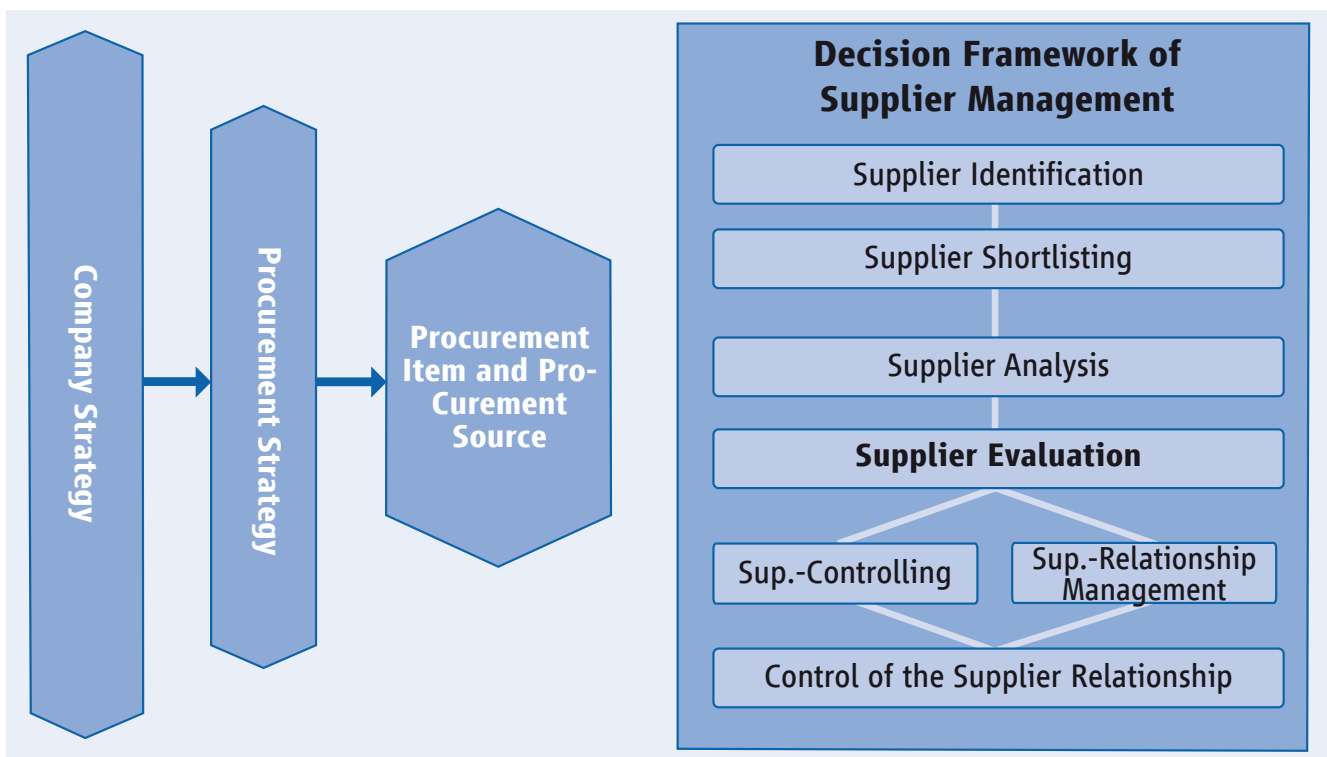 Company Strategy
Procurement Strategy
Procurement
Item and Pro-
Curement
Source
Decision Framework of
Supplier Management
Supplier Identification
Supplier Shortlisting
Supplier Analysis
Supplier Evaluation
Sup.-Controlling
Sup.-Relationship
Management
Control of the Supplier Relationship